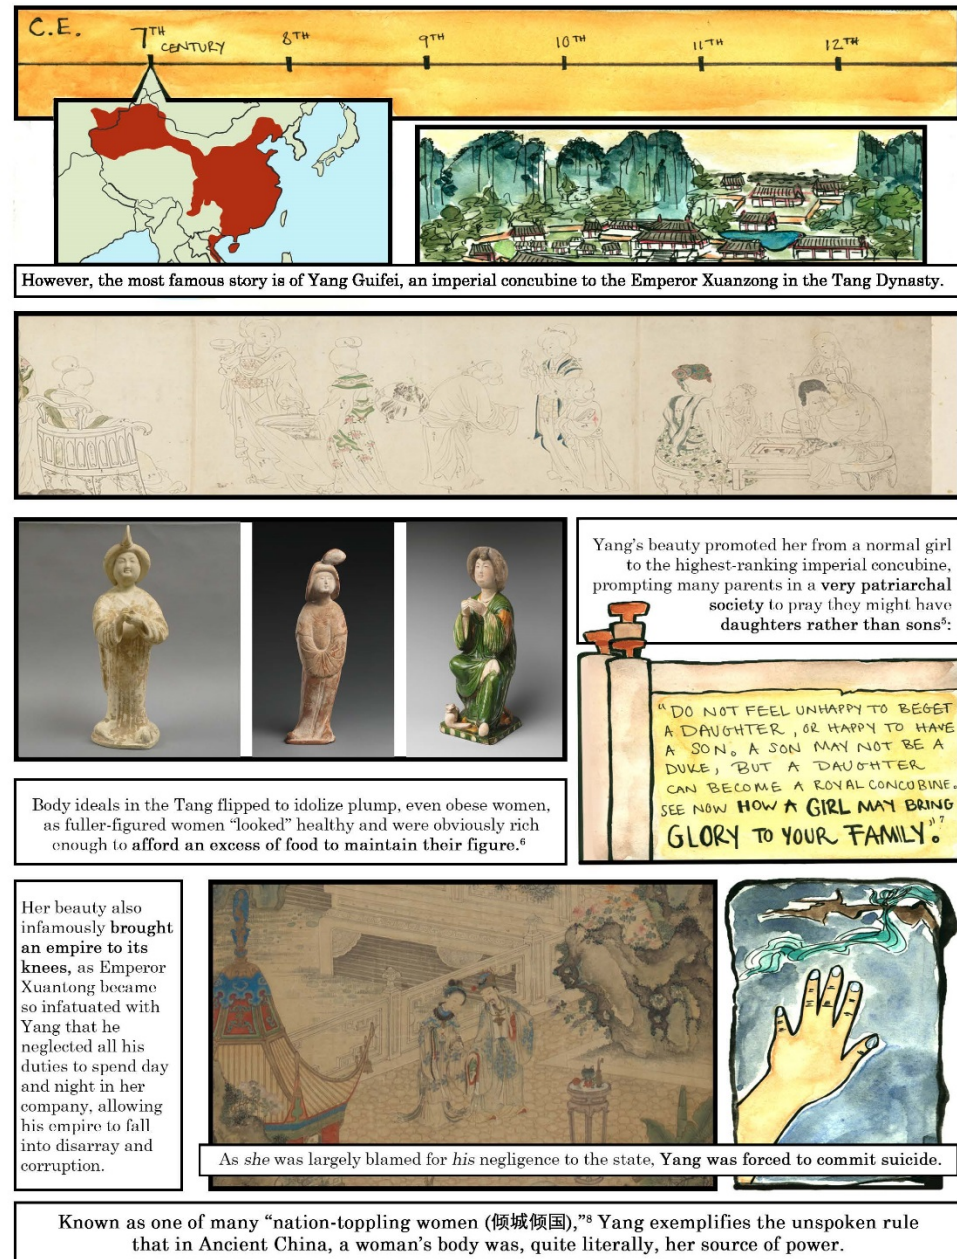 C.E.
7TH CENTURY
8TH
9TH
10TH
11TH
12TH
However, the most famous story is of Yang Guifei, an imperial concubine to the Emperor Xuanzong in the Tang Dynasty.
Yang's beauty promoted her from a normal girl
to the highest-ranking imperial concubine,
prompting many parents in a very patriarchal
society to pray they might have
daughters rather than sons⁵:
"DO NOT FEEL UNHAPPY TO BEGET
A DAUGHTER, OR HAPPY TO HAVE
A SON. A SON MAY NOT BE A
DUKE, BUT A DAUGHTER
CAN BECOME A ROYAL CONCUBINE.
SEE NOW HOW A GIRL MAY BRING
GLORY TO YOUR FAMILY."⁷
Body ideals in the Tang flipped to idolize plump, even obese women,
as fuller-figured women “looked” healthy and were obviously rich
enough to afford an excess of food to maintain their figure.⁶
Her beauty also
infamously brought
an empire to its
knees, as Emperor
Xuantong became
so infatuated with
Yang that he
neglected all his
duties to spend day
and night in her
company, allowing
his empire to fall
into disarray and
corruption.
As she was largely blamed for his negligence to the state, Yang was forced to commit suicide.
Known as one of many “nation-toppling women (倾城倾国),”⁸ Yang exemplifies the unspoken rule
that in Ancient China, a woman’s body was, quite literally, her source of power.